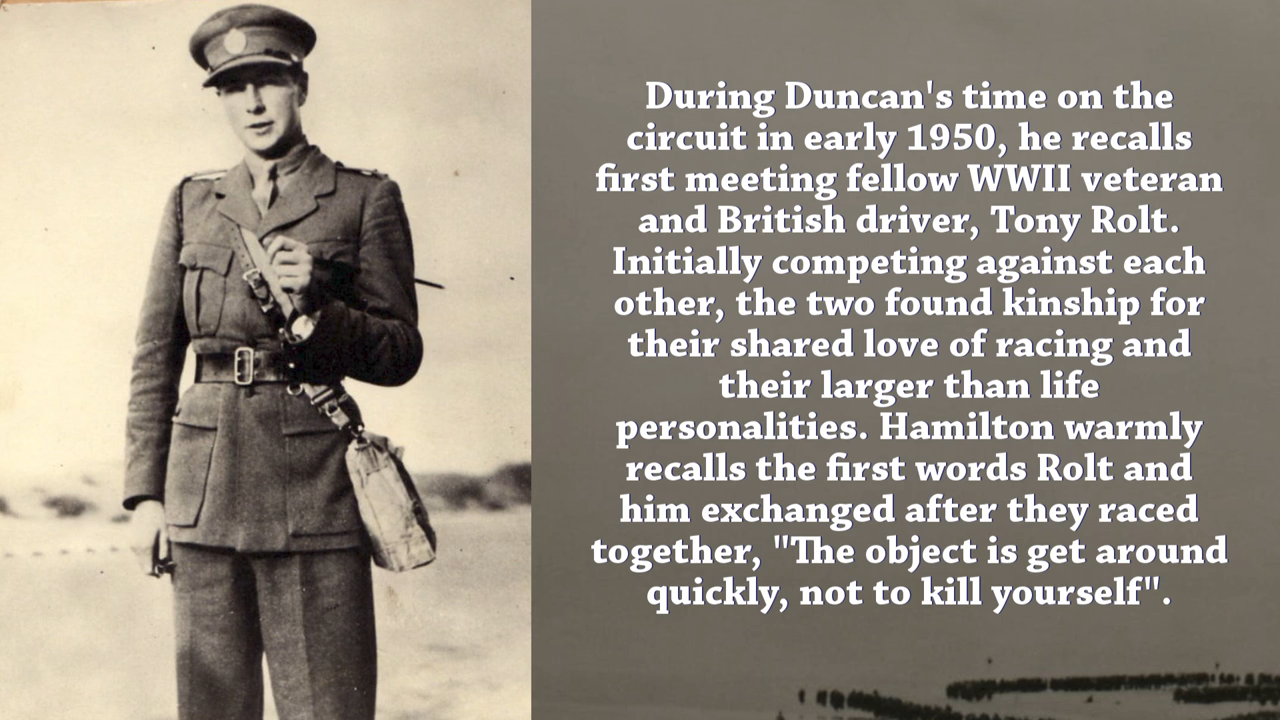 During Duncan's time on the
circuit in early 1950, he recalls
first meeting fellow WWII veteran
and British driver, Tony Rolt.
Initially competing against each
other, the two found kinship for
their shared love of racing and
their larger than life
personalities. Hamilton warmly
recalls the first words Rolt and
him exchanged after they raced
together, "The object is get around
quickly, not to kill yourself".